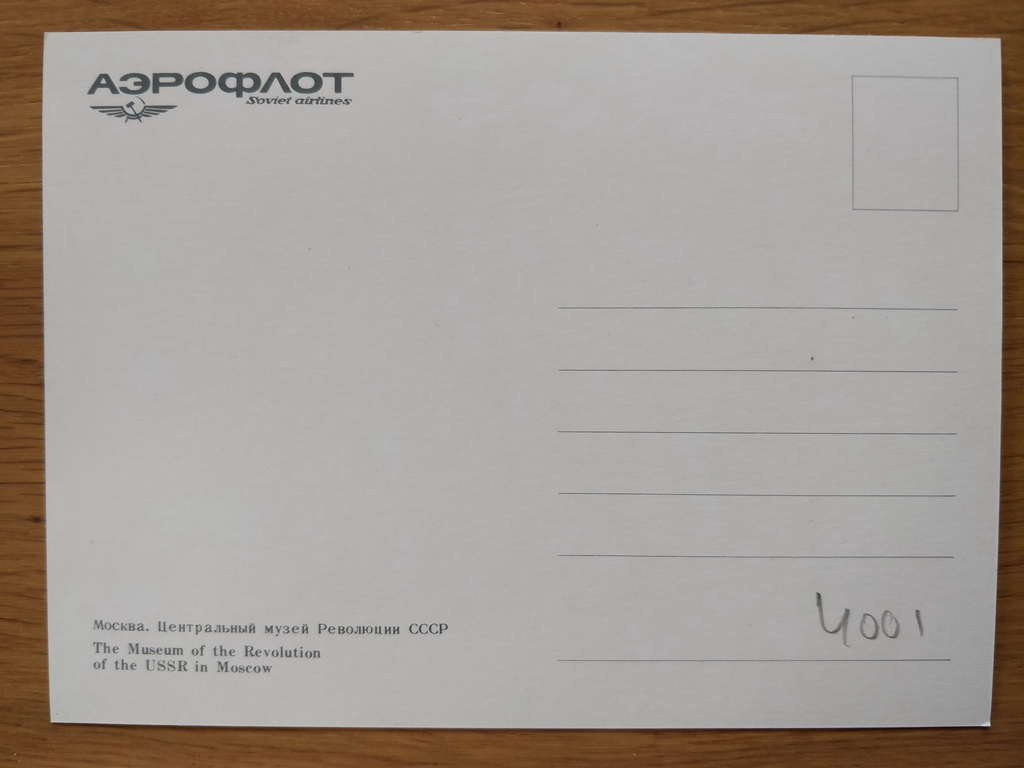 АЭРОФЛОТ
Soviet airlines
Москва. Центральный музей Революции СССР
The Museum of the Revolution
of the USSR in Moscow
4001